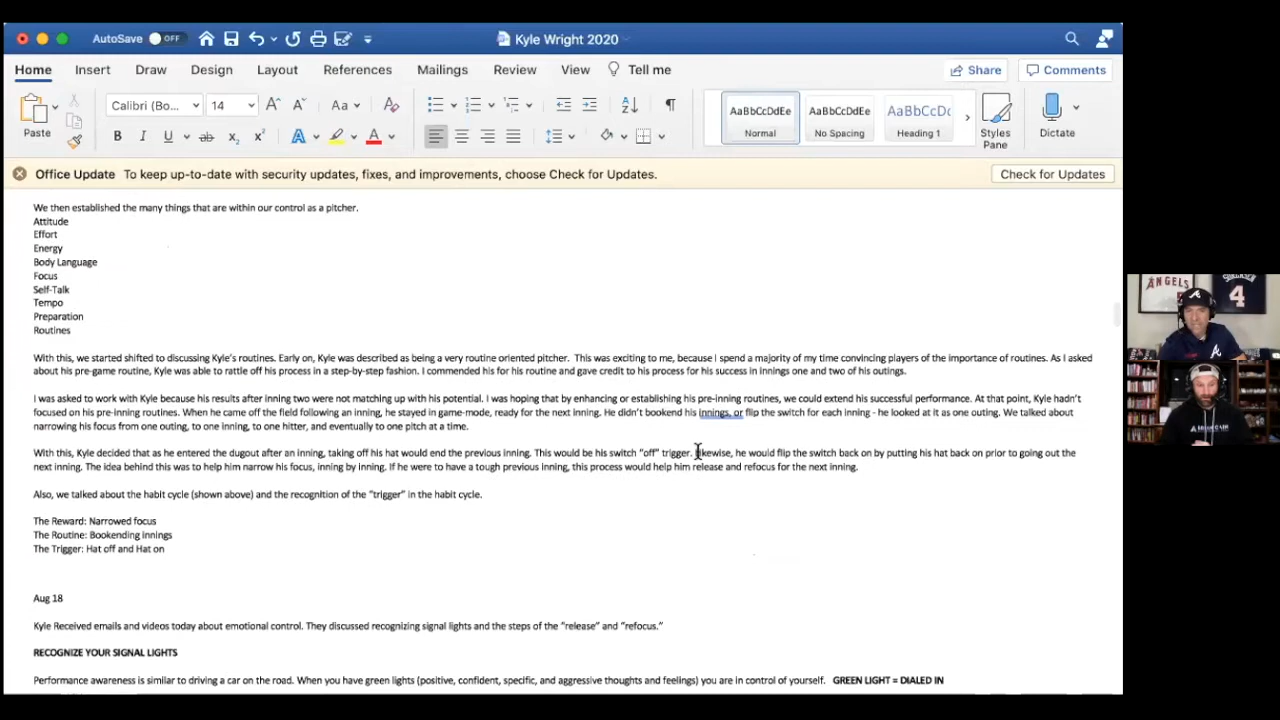 AutoSave OFF Kyle Wright 2020
Home Insert Draw Design Layout References Mailings Review View Tell me Share Comments
Paste Calibri (Bo... 14 A A Aa A AaBbCcDdEe Normal AaBbCcDdEe No Spacing AaBbCcDc Heading 1 Styles Pane Dictate
B I U ab x₂ x² A A
Office Update To keep up-to-date with security updates, fixes, and improvements, choose Check for Updates. Check for Updates
We then established the many things that are within our control as a pitcher.
Attitude
Effort
Energy
Body Language
Focus
Self-Talk
Tempo
Preparation
Routines
With this, we started shifted to discussing Kyle's routines. Early on, Kyle was described as being a very routine oriented pitcher. This was exciting to me, because I spend a majority of my time convincing players of the importance of routines. As I asked
about his pre-game routine, Kyle was able to rattle off his process in a step-by-step fashion. I commended his for his routine and gave credit to his process for his success in innings one and two of his outings.
I was asked to work with Kyle because his results after inning two were not matching up with his potential. I was hoping that by enhancing or establishing his pre-inning routines, we could extend his successful performance. At that point, Kyle hadn't
focused on his pre-inning routines. When he came off the field following an inning, he stayed in game-mode, ready for the next inning. He didn't bookend his innings, or flip the switch for each inning - he looked at it as one outing. We talked about
narrowing his focus from one outing, to one inning, to one hitter, and eventually to one pitch at a time.
With this, Kyle decided that as he entered the dugout after an inning, taking off his hat would end the previous inning. This would be his switch “off” trigger. Likewise, he would flip the switch back on by putting his hat back on prior to going out the
next inning. The idea behind this was to help him narrow his focus, inning by inning. If he were to have a tough previous inning, this process would help him release and refocus for the next inning.
Also, we talked about the habit cycle (shown above) and the recognition of the “trigger” in the habit cycle.
The Reward: Narrowed focus
The Routine: Bookending innings
The Trigger: Hat off and Hat on
Aug 18
Kyle Received emails and videos today about emotional control. They discussed recognizing signal lights and the steps of the “release” and “refocus.”
RECOGNIZE YOUR SIGNAL LIGHTS
Performance awareness is similar to driving a car on the road. When you have green lights (positive, confident, specific, and aggressive thoughts and feelings) you are in control of yourself. GREEN LIGHT = DIALED IN
ANGELS
4